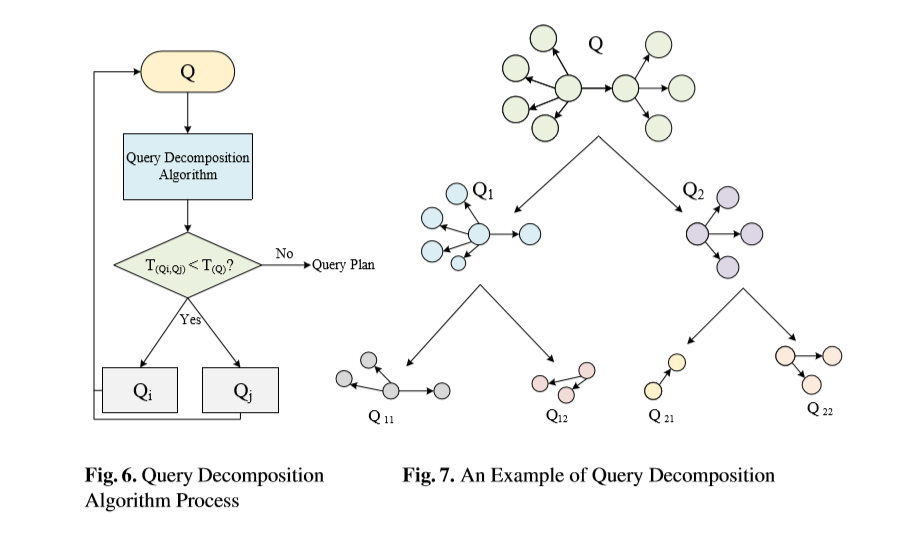 Q
Query Decomposition
Algorithm
T(Qi,Qj) < T(Q)?
No
Query Plan
Yes
Qi
Qj
Fig. 6. Query Decomposition
Algorithm Process
Q
Q1
Q2
Q 11
Q12
Q 21
Q 22
Fig. 7. An Example of Query Decomposition